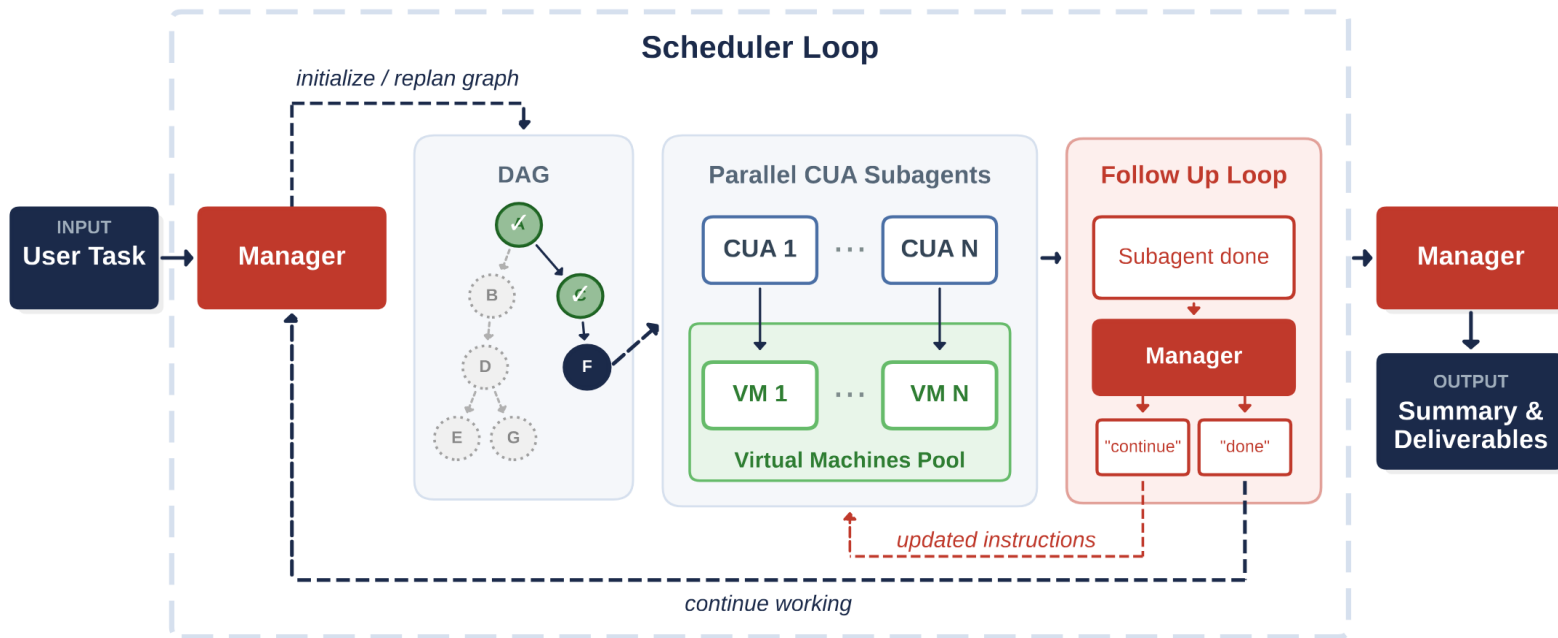 Scheduler Loop
initialize / replan graph
INPUT
User Task
Manager
DAG
A
B
C
D
F
E
G
Parallel CUA Subagents
CUA 1
...
CUA N
VM 1
...
VM N
Virtual Machines Pool
Follow Up Loop
Subagent done
Manager
"continue"
"done"
updated instructions
continue working
Manager
OUTPUT
Summary &
Deliverables